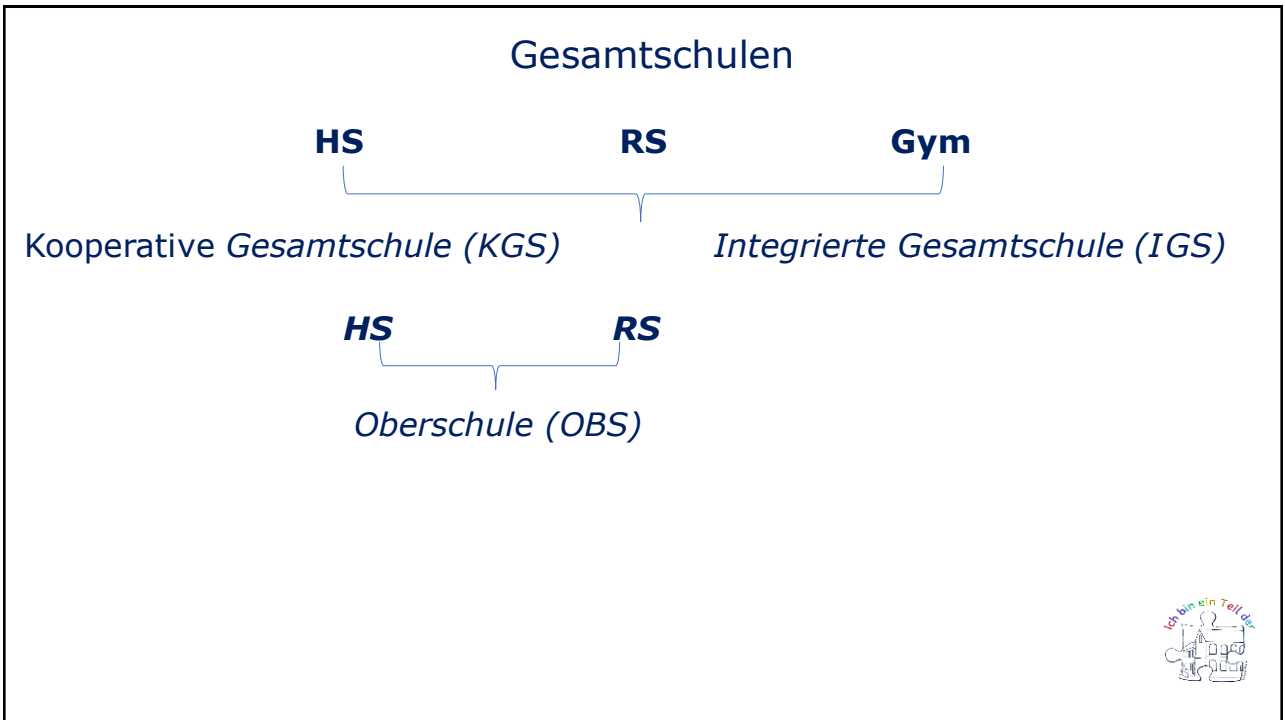 Gesamtschulen
HS RS Gym
Kooperative Gesamtschule (KGS) Integrierte Gesamtschule (IGS)
HS RS
Oberschule (OBS)
Ich bin ein Teil der